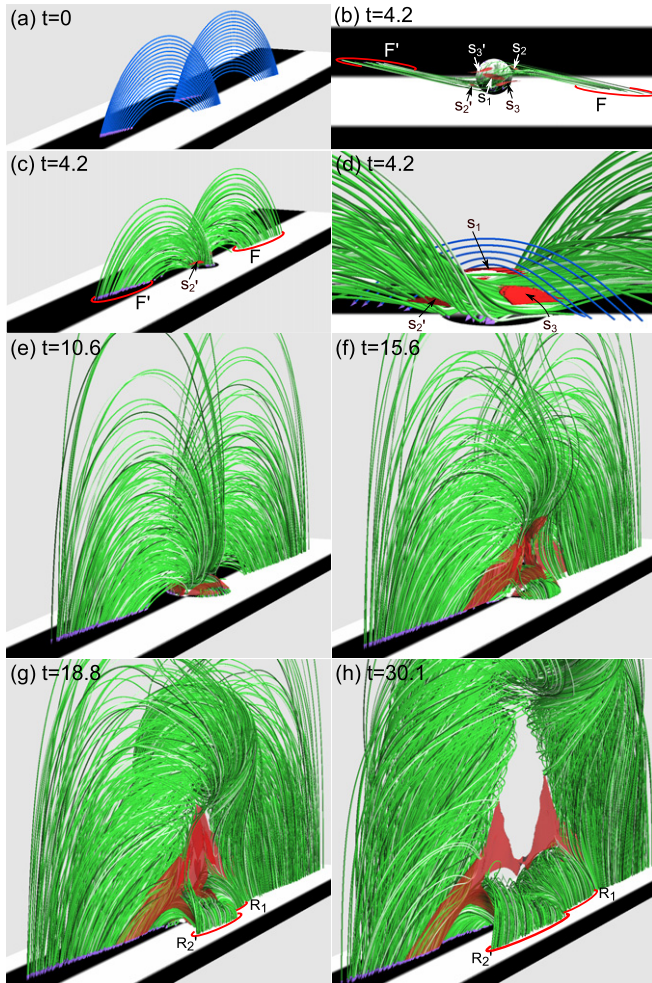 (a) t=0
(b) t=4.2
F'
S₃'
S₂
S₂'
S₁
S₃
F
(c) t=4.2
F
S₂'
F'
(d) t=4.2
S₁
S₂'
S₃
(e) t=10.6
(f) t=15.6
(g) t=18.8
R₁
R₂
(h) t=30.1
R₁
R₂